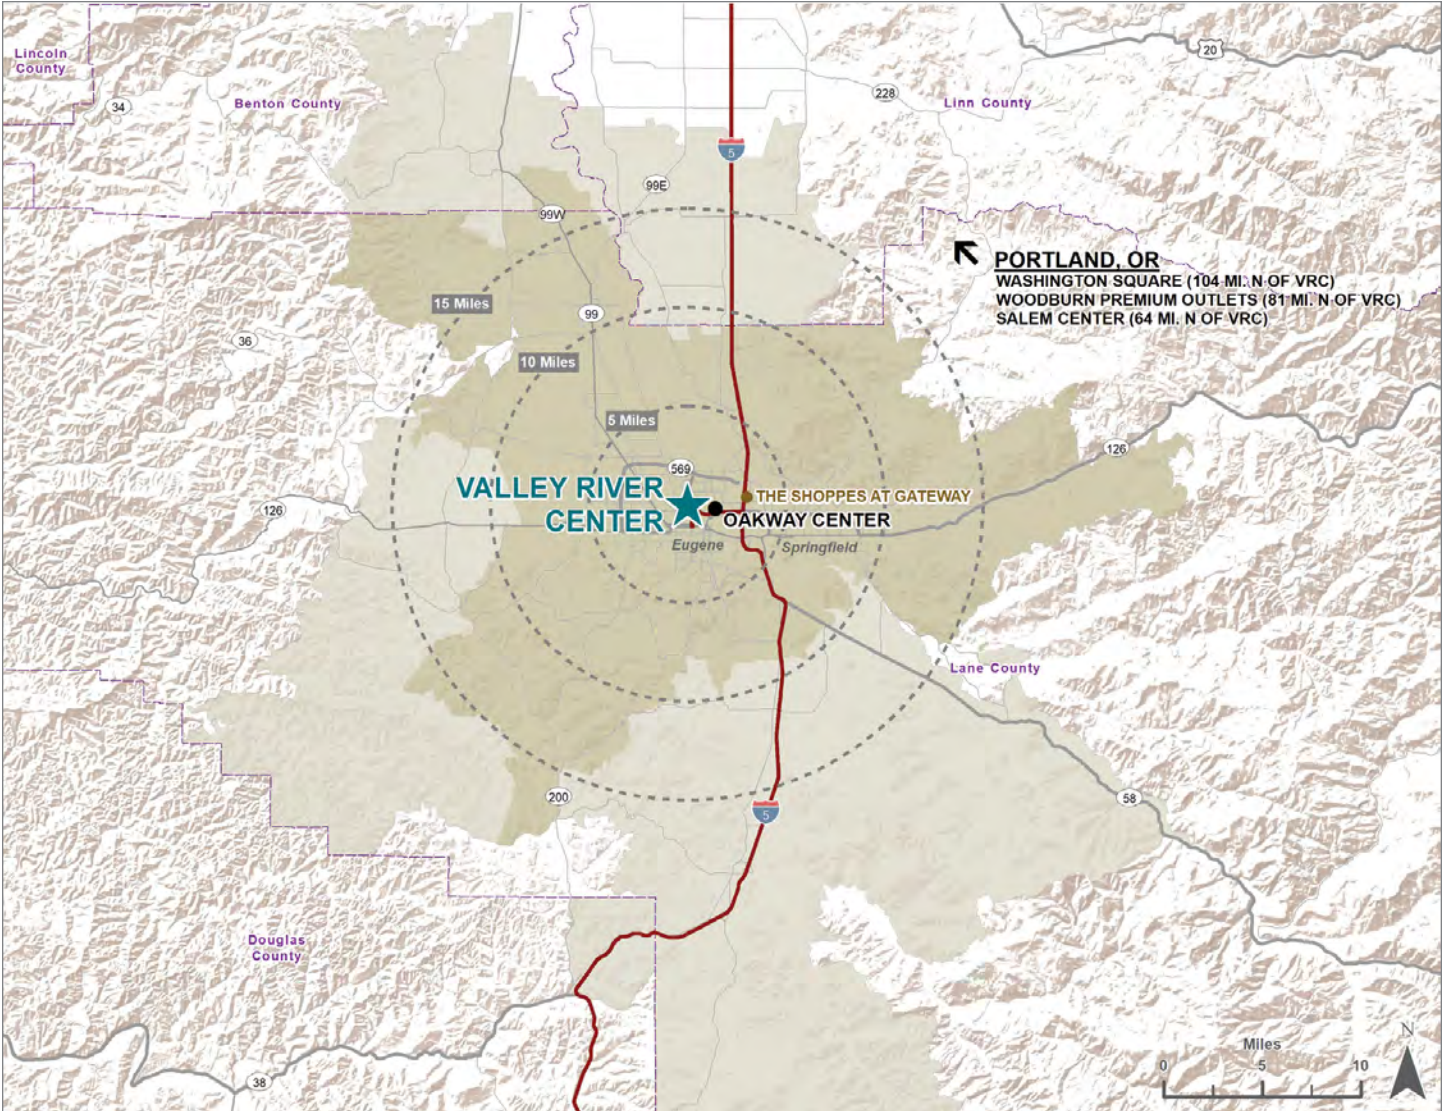 20
Lincoln
County
34
Benton County
228
Linn County
5
99E
99W
PORTLAND, OR
WASHINGTON SQUARE (104 MI. N OF VRC)
WOODBURN PREMIUM OUTLETS (81 MI. N OF VRC)
SALEM CENTER (64 MI. N OF VRC)
15 Miles
99
36
10 Miles
5 Miles
126
569
VALLEY RIVER
CENTER
THE SHOPPES AT GATEWAY
OAKWAY CENTER
126
Eugene
Springfield
Lane County
200
58
5
Douglas
County
N
Miles
0 5 10
38